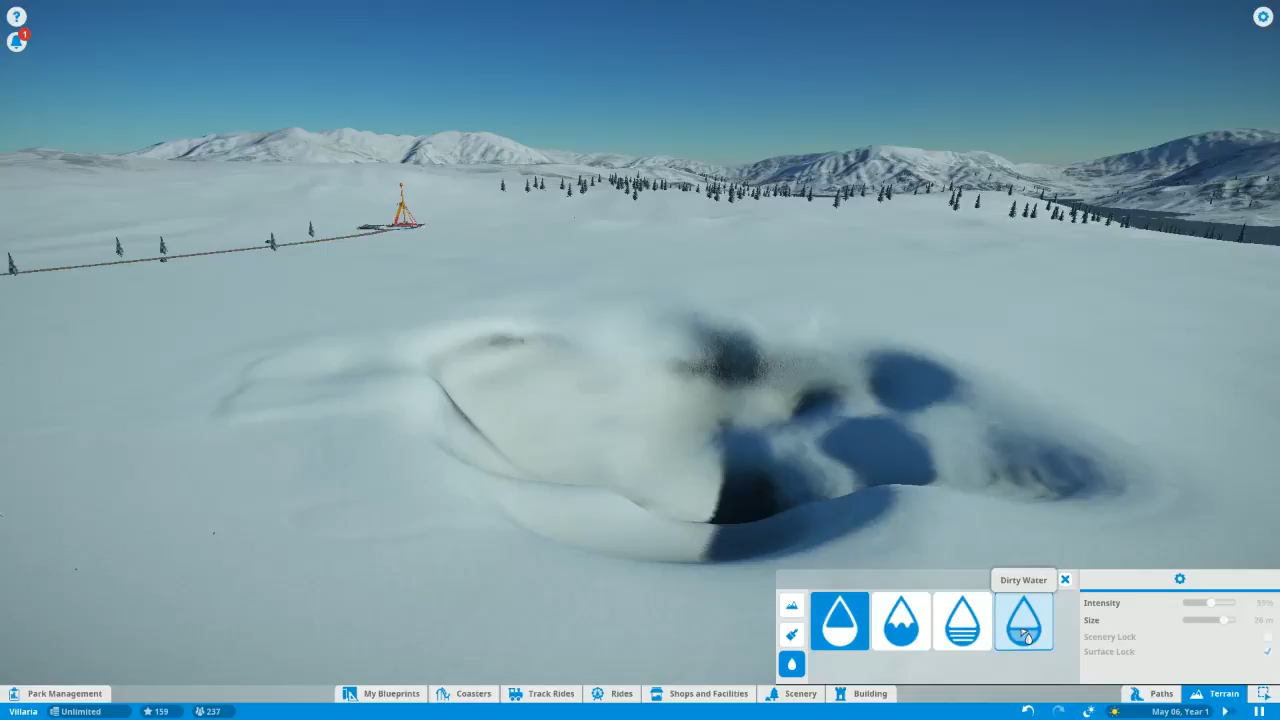 ?
1
Dirty Water
Intensity 59%
Size 26 m
Scenery Lock
Surface Lock
Park Management
My Blueprints
Coasters
Track Rides
Rides
Shops and Facilities
Scenery
Building
Paths
Terrain
Villaria
Unlimited
159
237
May 06, Year 1